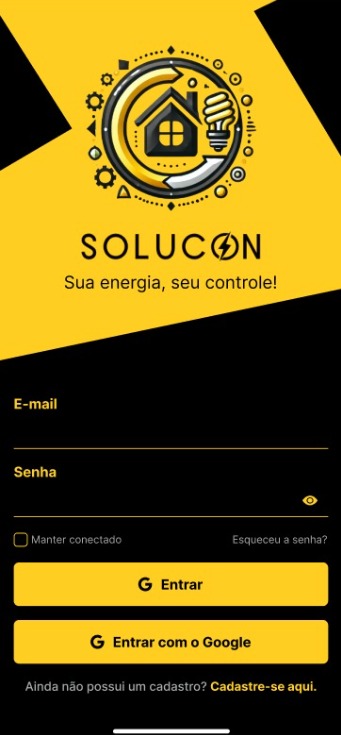 SOLUCON
Sua energia, seu controle!
E-mail
Senha
Manter conectado
Esqueceu a senha?
G Entrar
G Entrar com o Google
Ainda não possui um cadastro? Cadastre-se aqui.